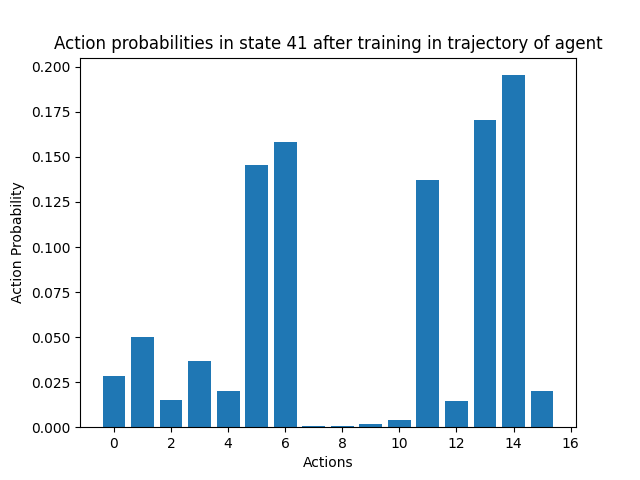 Action probabilities in state 41 after training in trajectory of agent
0.200
0.175
0.150
0.125
0.100
0.075
0.050
0.025
0.000
Action Probability
0 2 4 6 8 10 12 14 16
Actions